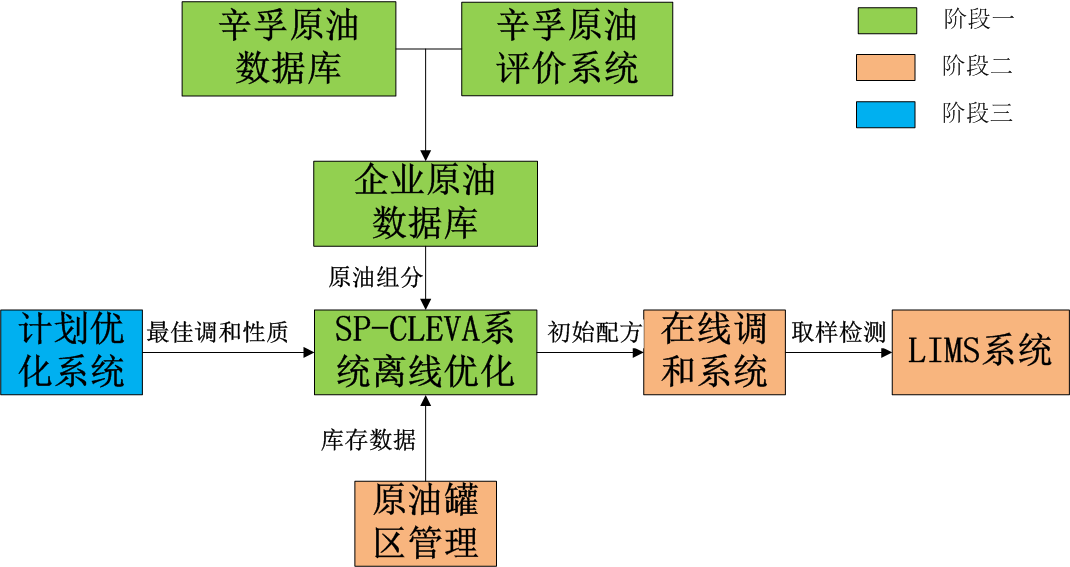 辛孚原油
数据库
辛孚原油
评价系统
阶段一
阶段二
阶段三
企业原油
数据库
原油组分
计划优
化系统
最佳调和性质
SP-CLEVA系
统离线优化
初始配方
在线调
和系统
取样检测
LIMS系统
库存数据
原油罐
区管理